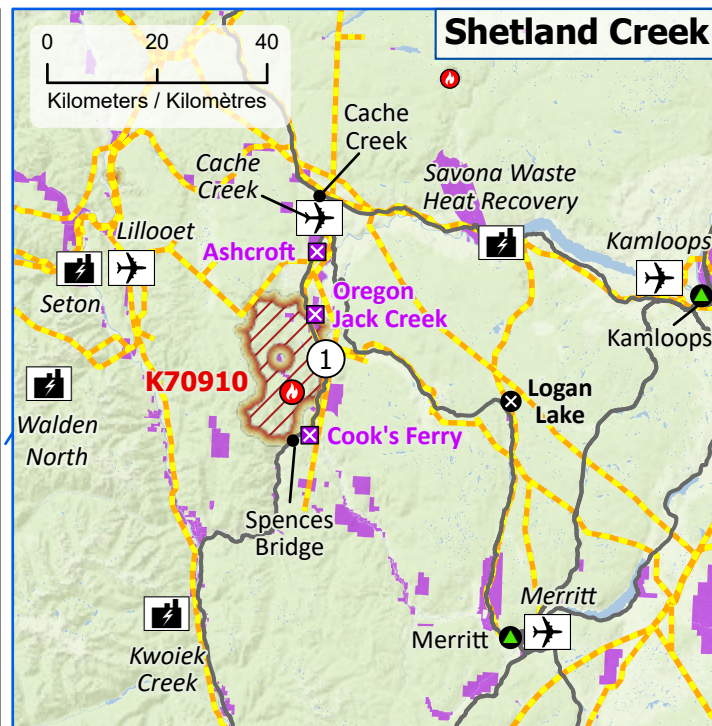 Shetland Creek
0 20 40
Kilometers / Kilomètres
Cache
Creek
Cache
Creek
Savona Waste
Heat Recovery
Lillooet
Kamloops
Ashcroft
Seton
Oregon
Jack Creek
Kamloops
1
K70910
Logan
Lake
Walden
North
Cook's Ferry
Spences
Bridge
Merritt
Merritt
Kwoiek
Creek